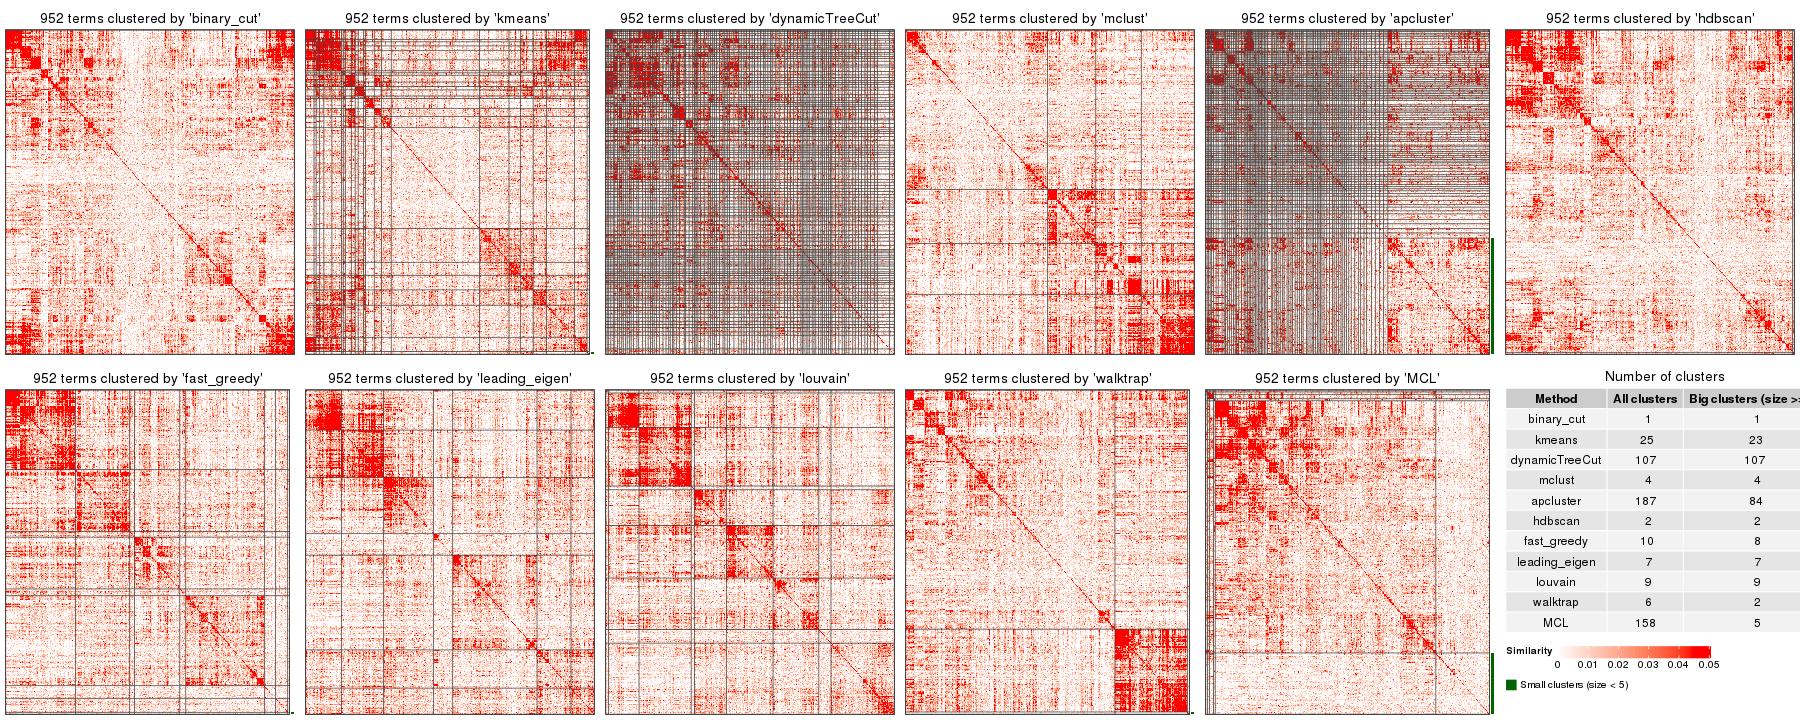 952 terms clustered by 'binary_cut'
952 terms clustered by 'kmeans'
952 terms clustered by 'dynamicTreeCut'
952 terms clustered by 'mclust'
952 terms clustered by 'apcluster'
952 terms clustered by 'hdbscan'
952 terms clustered by 'fast_greedy'
952 terms clustered by 'leading_eigen'
952 terms clustered by 'louvain'
952 terms clustered by 'walktrap'
952 terms clustered by 'MCL'
Number of clusters
Method All clusters Big clusters (size >=
binary_cut 1 1
kmeans 25 23
dynamicTreeCut 107 107
mclust 4 4
apcluster 187 84
hdbscan 2 2
fast_greedy 10 8
leading_eigen 7 7
louvain 9 9
walktrap 6 2
MCL 158 5
Similarity
0 0.01 0.02 0.03 0.04 0.05
Small clusters (size < 5)